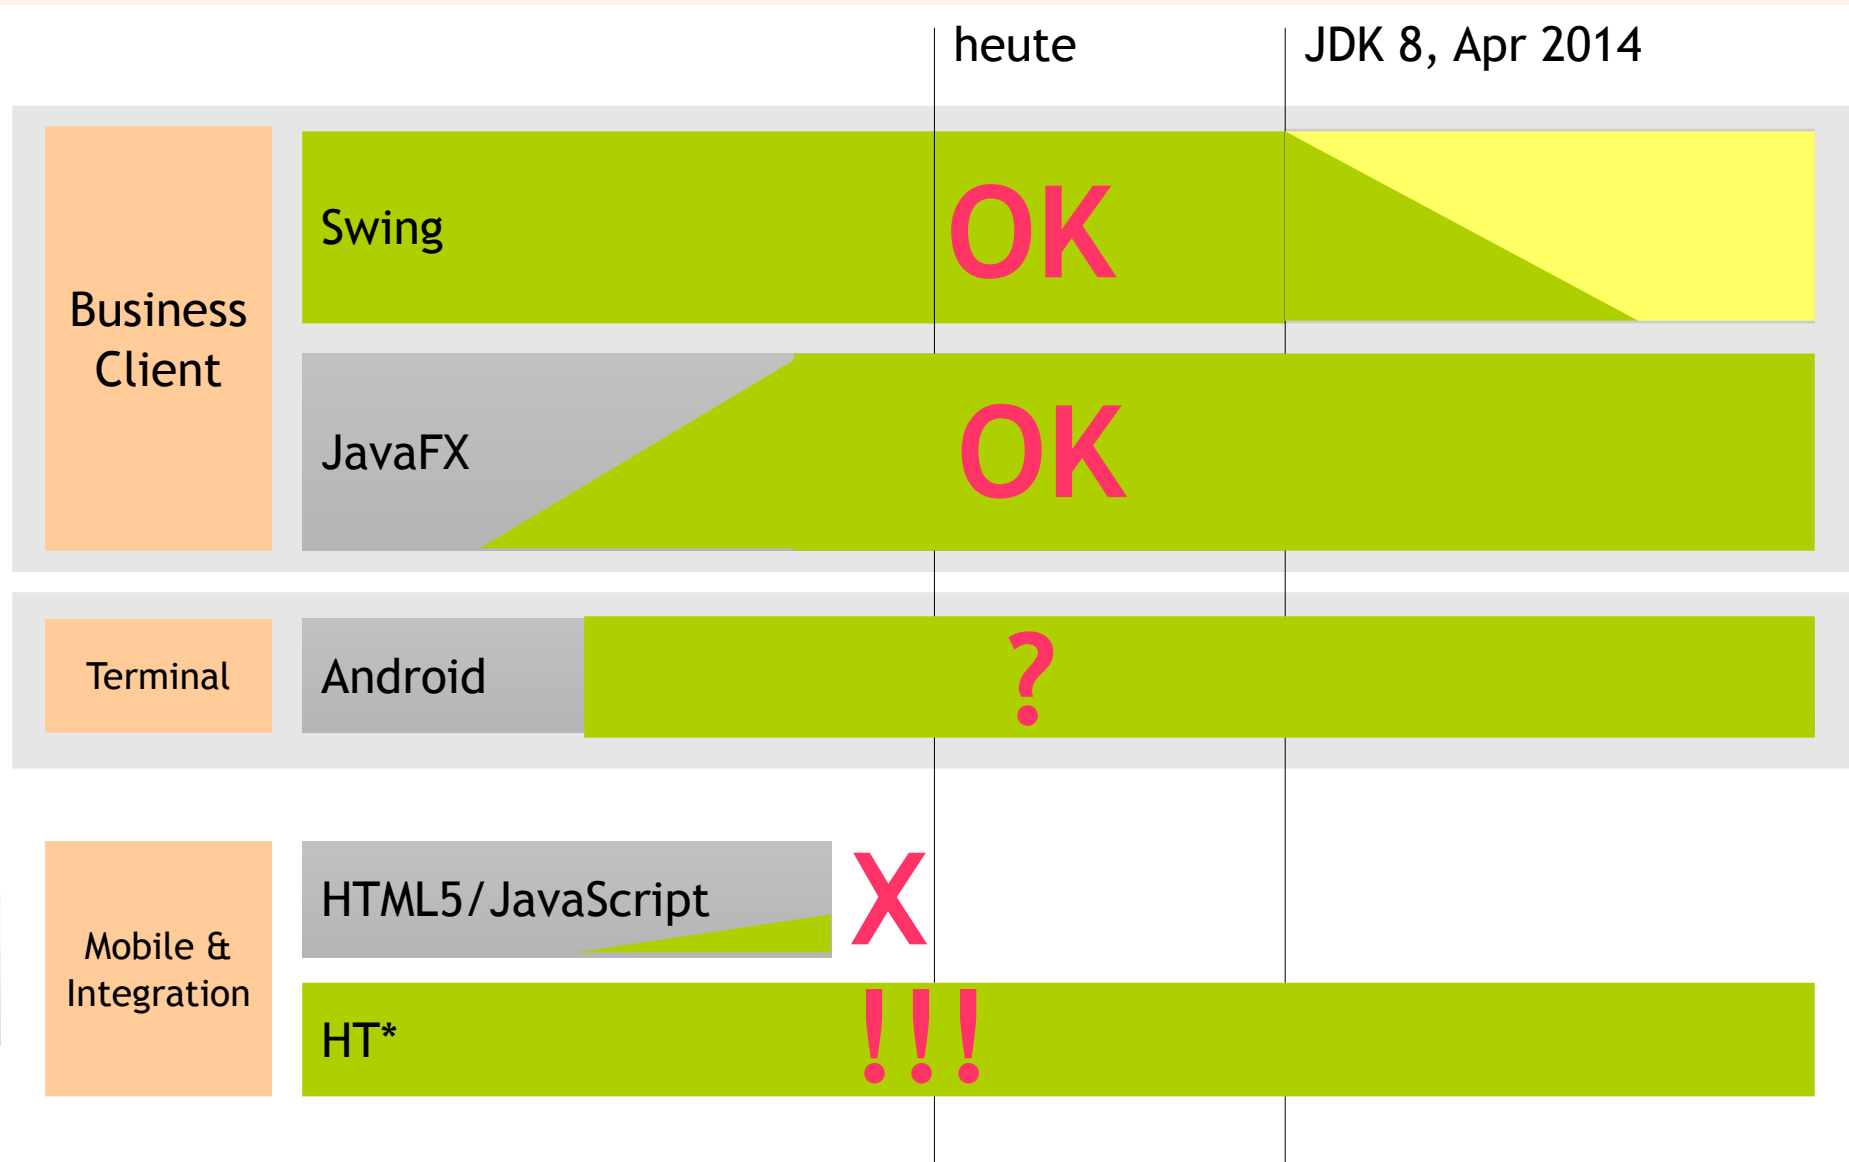 heute
JDK 8, Apr 2014
Business
Client
Swing
OK
JavaFX
OK
Terminal
Android
?
Mobile &
Integration
HTML5/JavaScript
X
HT*
!!!